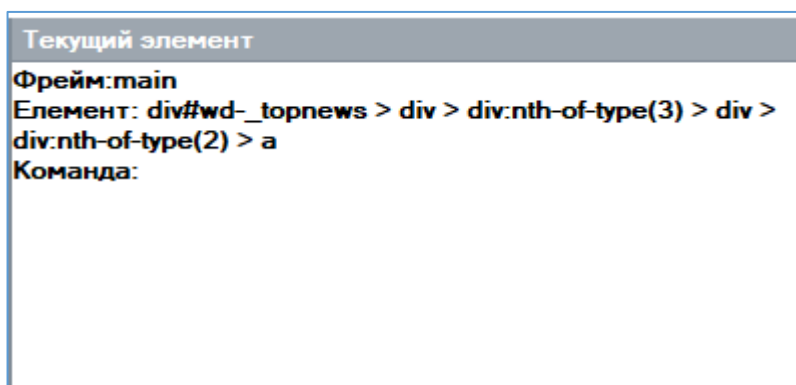 Текущий элемент
Фрейм:main
Елемент: div#wd-_topnews > div > div:nth-of-type(3) > div >
div:nth-of-type(2) > a
Команда: